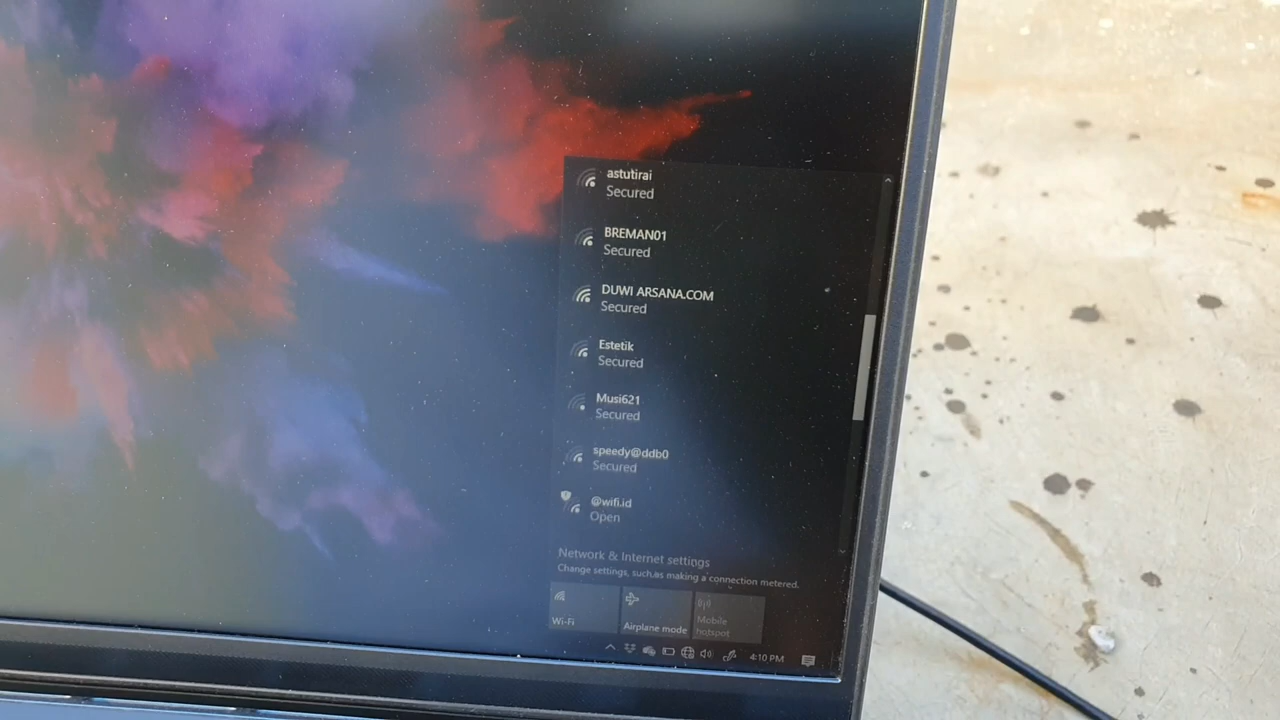 astutirai
Secured
BREMAN01
Secured
DUWI ARSANA.COM
Secured
Estetik
Secured
Musi621
Secured
speedy@ddb0
Secured
@wifi.id
Open
Network & Internet settings
Change settings, such as making a connection metered.
Wi-Fi
Airplane mode
Mobile
hotspot
4:10 PM